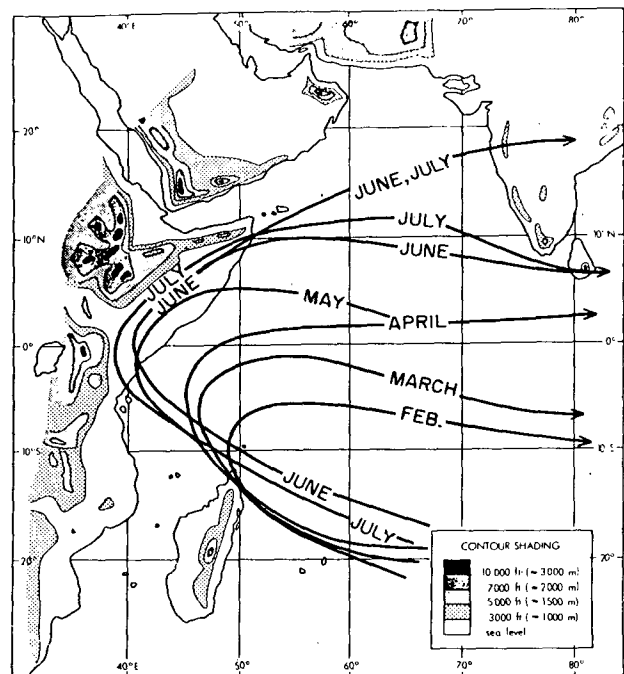 40°E 50° 60° 70° 80°
20°
JUNE, JULY
JULY
10°N 10°N
JUNE
JULY
JUNE
MAY
APRIL
0° 0°
MARCH
FEB.
10°S 10°S
JUNE
JULY
CONTOUR SHADING
20° 20°
10 000 ft (≈ 3000 m)
7000 ft (≈ 2000 m)
5 000 ft (≈ 1500 m)
3000 ft (≈ 1000 m)
sea level
40°E 50° 60° 70° 80°